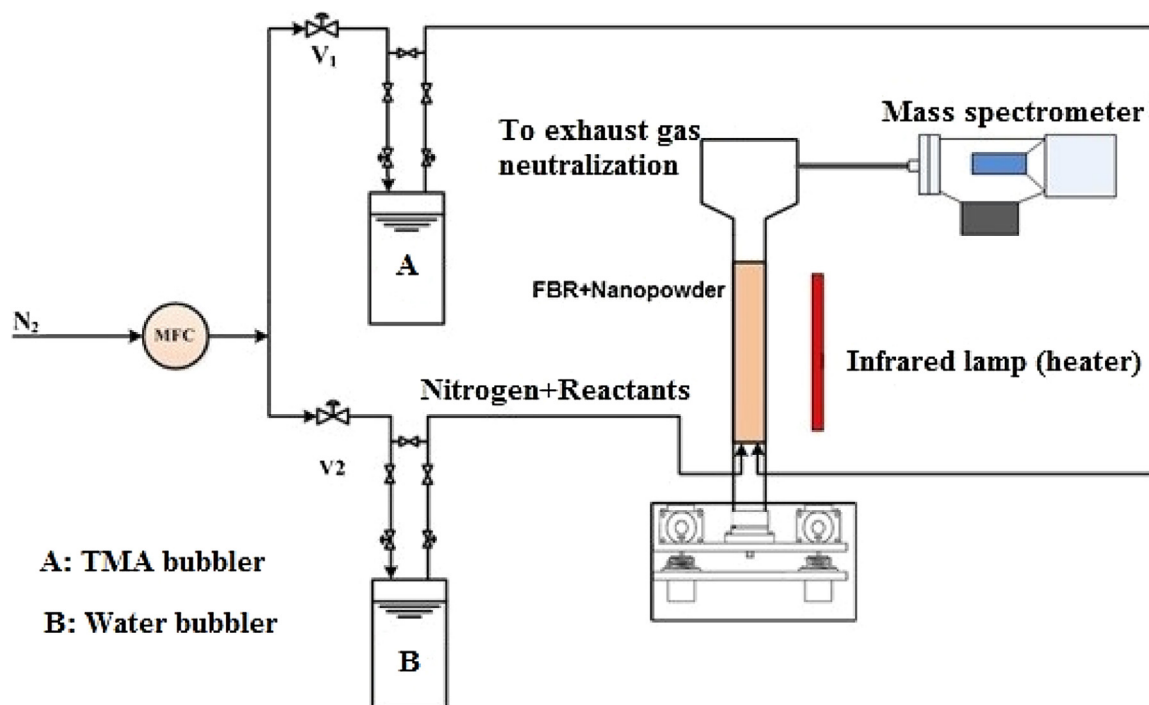 V1
To exhaust gas
neutralization
Mass spectrometer
A
FBR+Nanopowder
N2
MFC
Infrared lamp (heater)
Nitrogen+Reactants
V2
A: TMA bubbler
B: Water bubbler
B